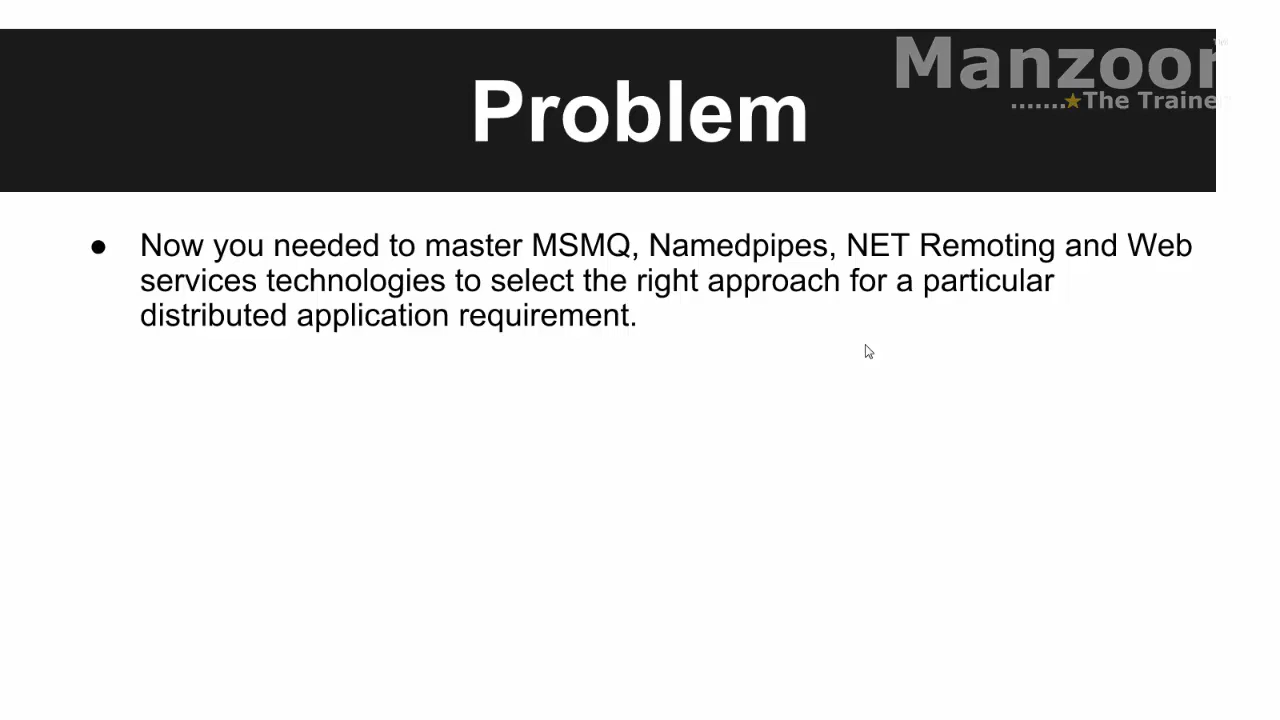 Manzoor
.......The Trainer
Problem
● Now you needed to master MSMQ, Namedpipes, NET Remoting and Web
services technologies to select the right approach for a particular
distributed application requirement.